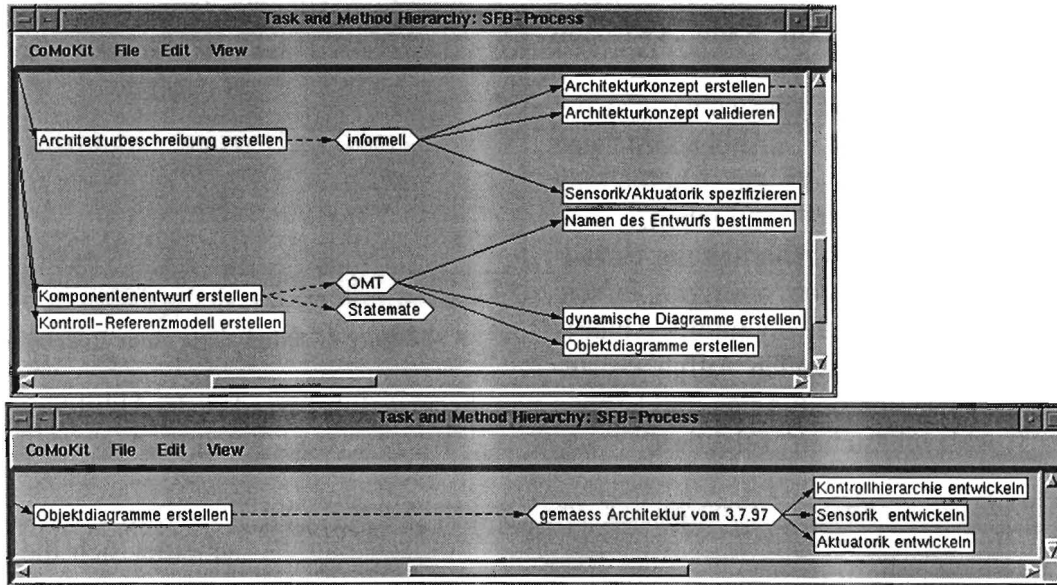 Task and Method Hierarchy: SFB-Process
CoMoKit File Edit View
Architekturkonzept erstellen
Architekturkonzept validieren
Architekturbeschreibung erstellen
informell
Sensorik/Aktuatorik spezifizieren
Namen des Entwurfs bestimmen
OMT
Komponentenentwurf erstellen
Statemate
Kontroll-Referenzmodell erstellen
dynamische Diagramme erstellen
Objektdiagramme erstellen
Task and Method Hierarchy: SFB-Process
CoMoKit File Edit View
Kontrollhierarchie entwickeln
Objektdiagramme erstellen
gemaess Architektur vom 3.7.97
Sensorik entwickeln
Aktuatorik entwickeln